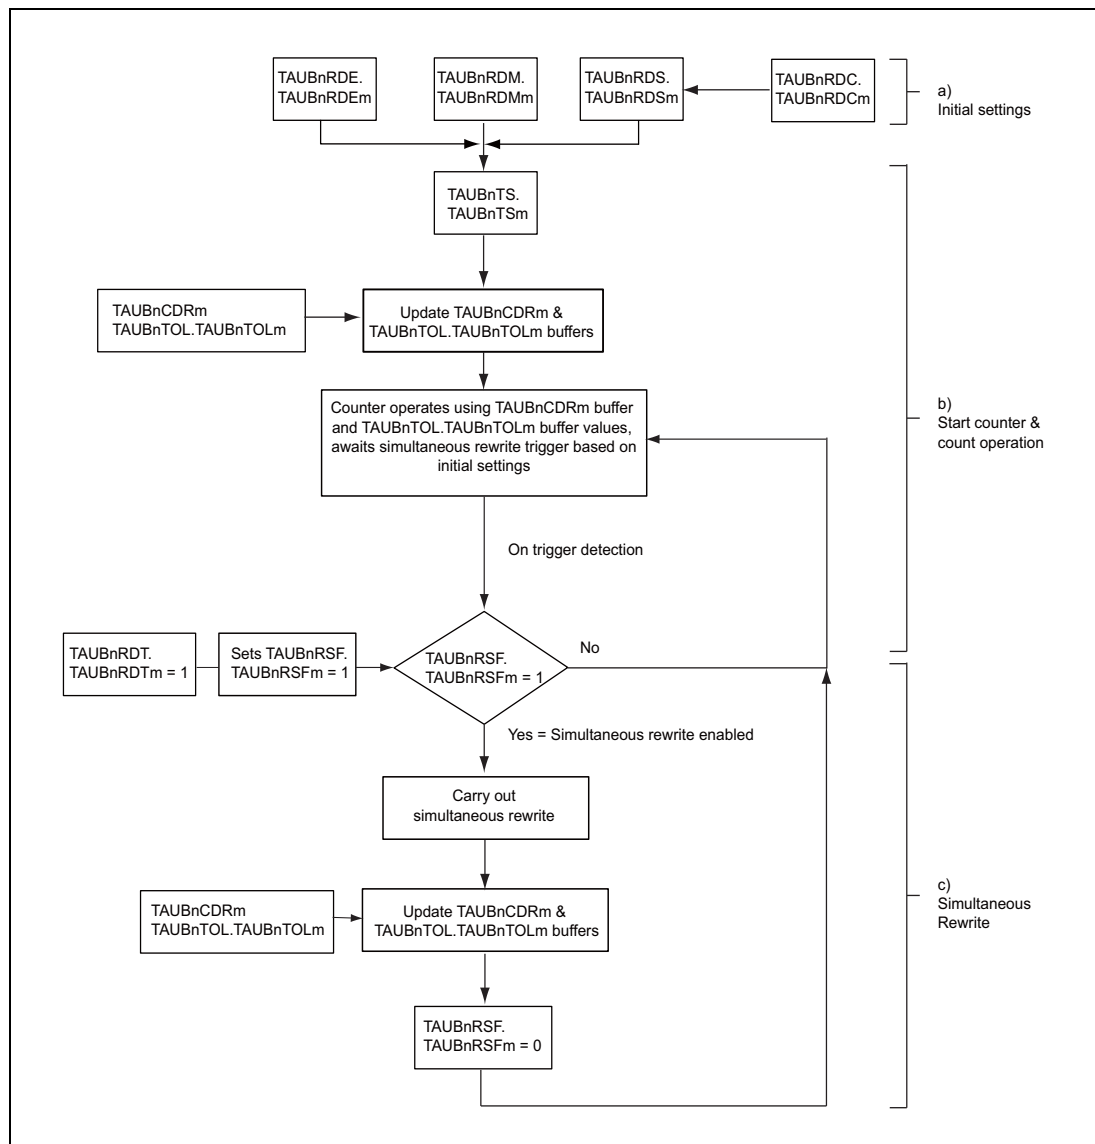 TAUBnRDE.
TAUBnRDEm
TAUBnRDM.
TAUBnRDMm
TAUBnRDS.
TAUBnRDSm
TAUBnRDC.
TAUBnRDCm
a)
Initial settings
TAUBnTS.
TAUBnTSm
TAUBnCDRm
TAUBnTOL.TAUBnTOLm
Update TAUBnCDRm &
TAUBnTOL.TAUBnTOLm buffers
Counter operates using TAUBnCDRm buffer
and TAUBnTOL.TAUBnTOLm buffer values,
awaits simultaneous rewrite trigger based on
initial settings
b)
Start counter &
count operation
On trigger detection
TAUBnRDT.
TAUBnRDTm = 1
Sets TAUBnRSF.
TAUBnRSFm = 1
TAUBnRSF.
TAUBnRSFm = 1
No
Yes = Simultaneous rewrite enabled
Carry out
simultaneous rewrite
TAUBnCDRm
TAUBnTOL.TAUBnTOLm
Update TAUBnCDRm &
TAUBnTOL.TAUBnTOLm buffers
c)
Simultaneous
Rewrite
TAUBnRSF.
TAUBnRSFm = 0